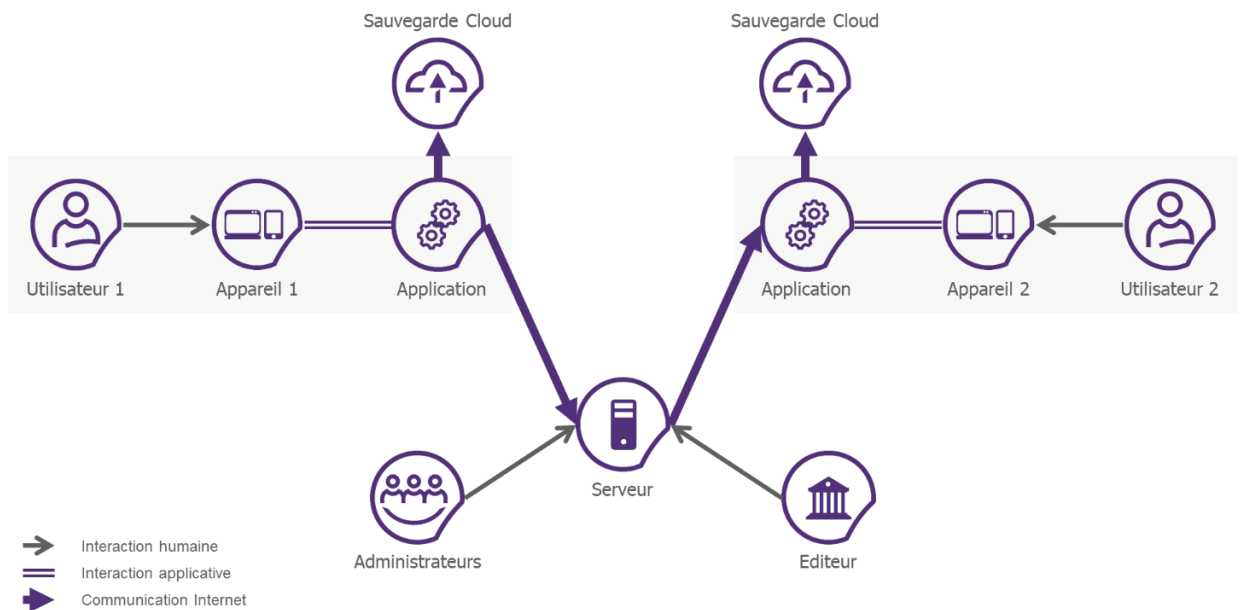 Sauvegarde Cloud
Sauvegarde Cloud
Utilisateur 1
Appareil 1
Application
Application
Appareil 2
Utilisateur 2
Serveur
Administrateurs
Editeur
Interaction humaine
Interaction applicative
Communication Internet